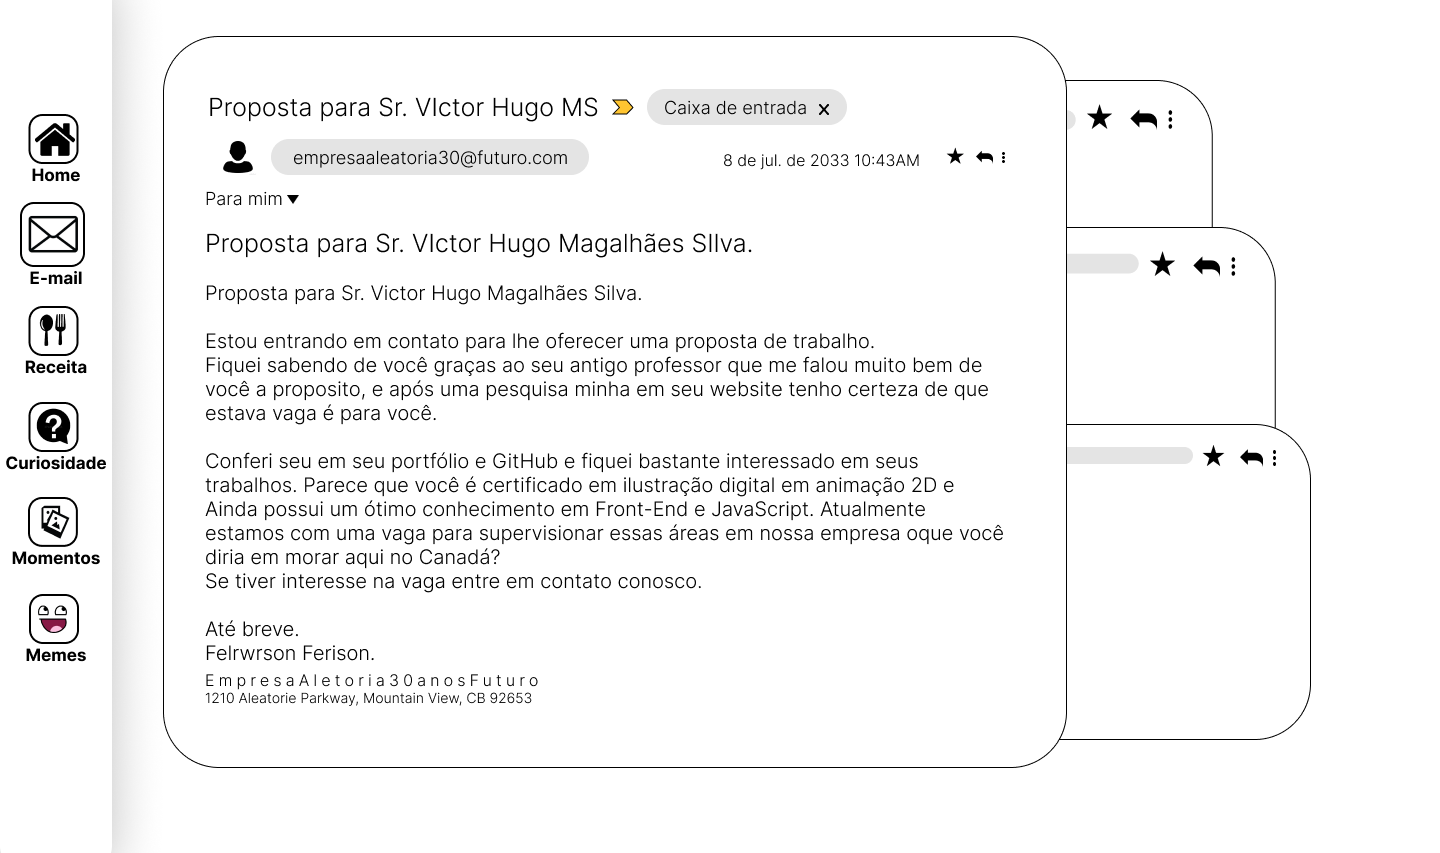 Home
E-mail
Receita
Curiosidade
Momentos
Memes
Proposta para Sr. VIctor Hugo MS
Caixa de entrada x
empresaaleatoria30@futuro.com
8 de jul. de 2033 10:43AM
Para mim
Proposta para Sr. VIctor Hugo Magalhães SIlva.
Proposta para Sr. Victor Hugo Magalhães Silva.
Estou entrando em contato para lhe oferecer uma proposta de trabalho.
Fiquei sabendo de você graças ao seu antigo professor que me falou muito bem de
você a proposito, e após uma pesquisa minha em seu website tenho certeza de que
estava vaga é para você.
Conferi seu em seu portfólio e GitHub e fiquei bastante interessado em seus
trabalhos. Parece que você é certificado em ilustração digital em animação 2D e
Ainda possui um ótimo conhecimento em Front-End e JavaScript. Atualmente
estamos com uma vaga para supervisionar essas áreas em nossa empresa oque você
diria em morar aqui no Canadá?
Se tiver interesse na vaga entre em contato conosco.
Até breve.
Felrwrson Ferison.
EmpresaAletoria30anosFuturo
1210 Aleatorie Parkway, Mountain View, CB 92653